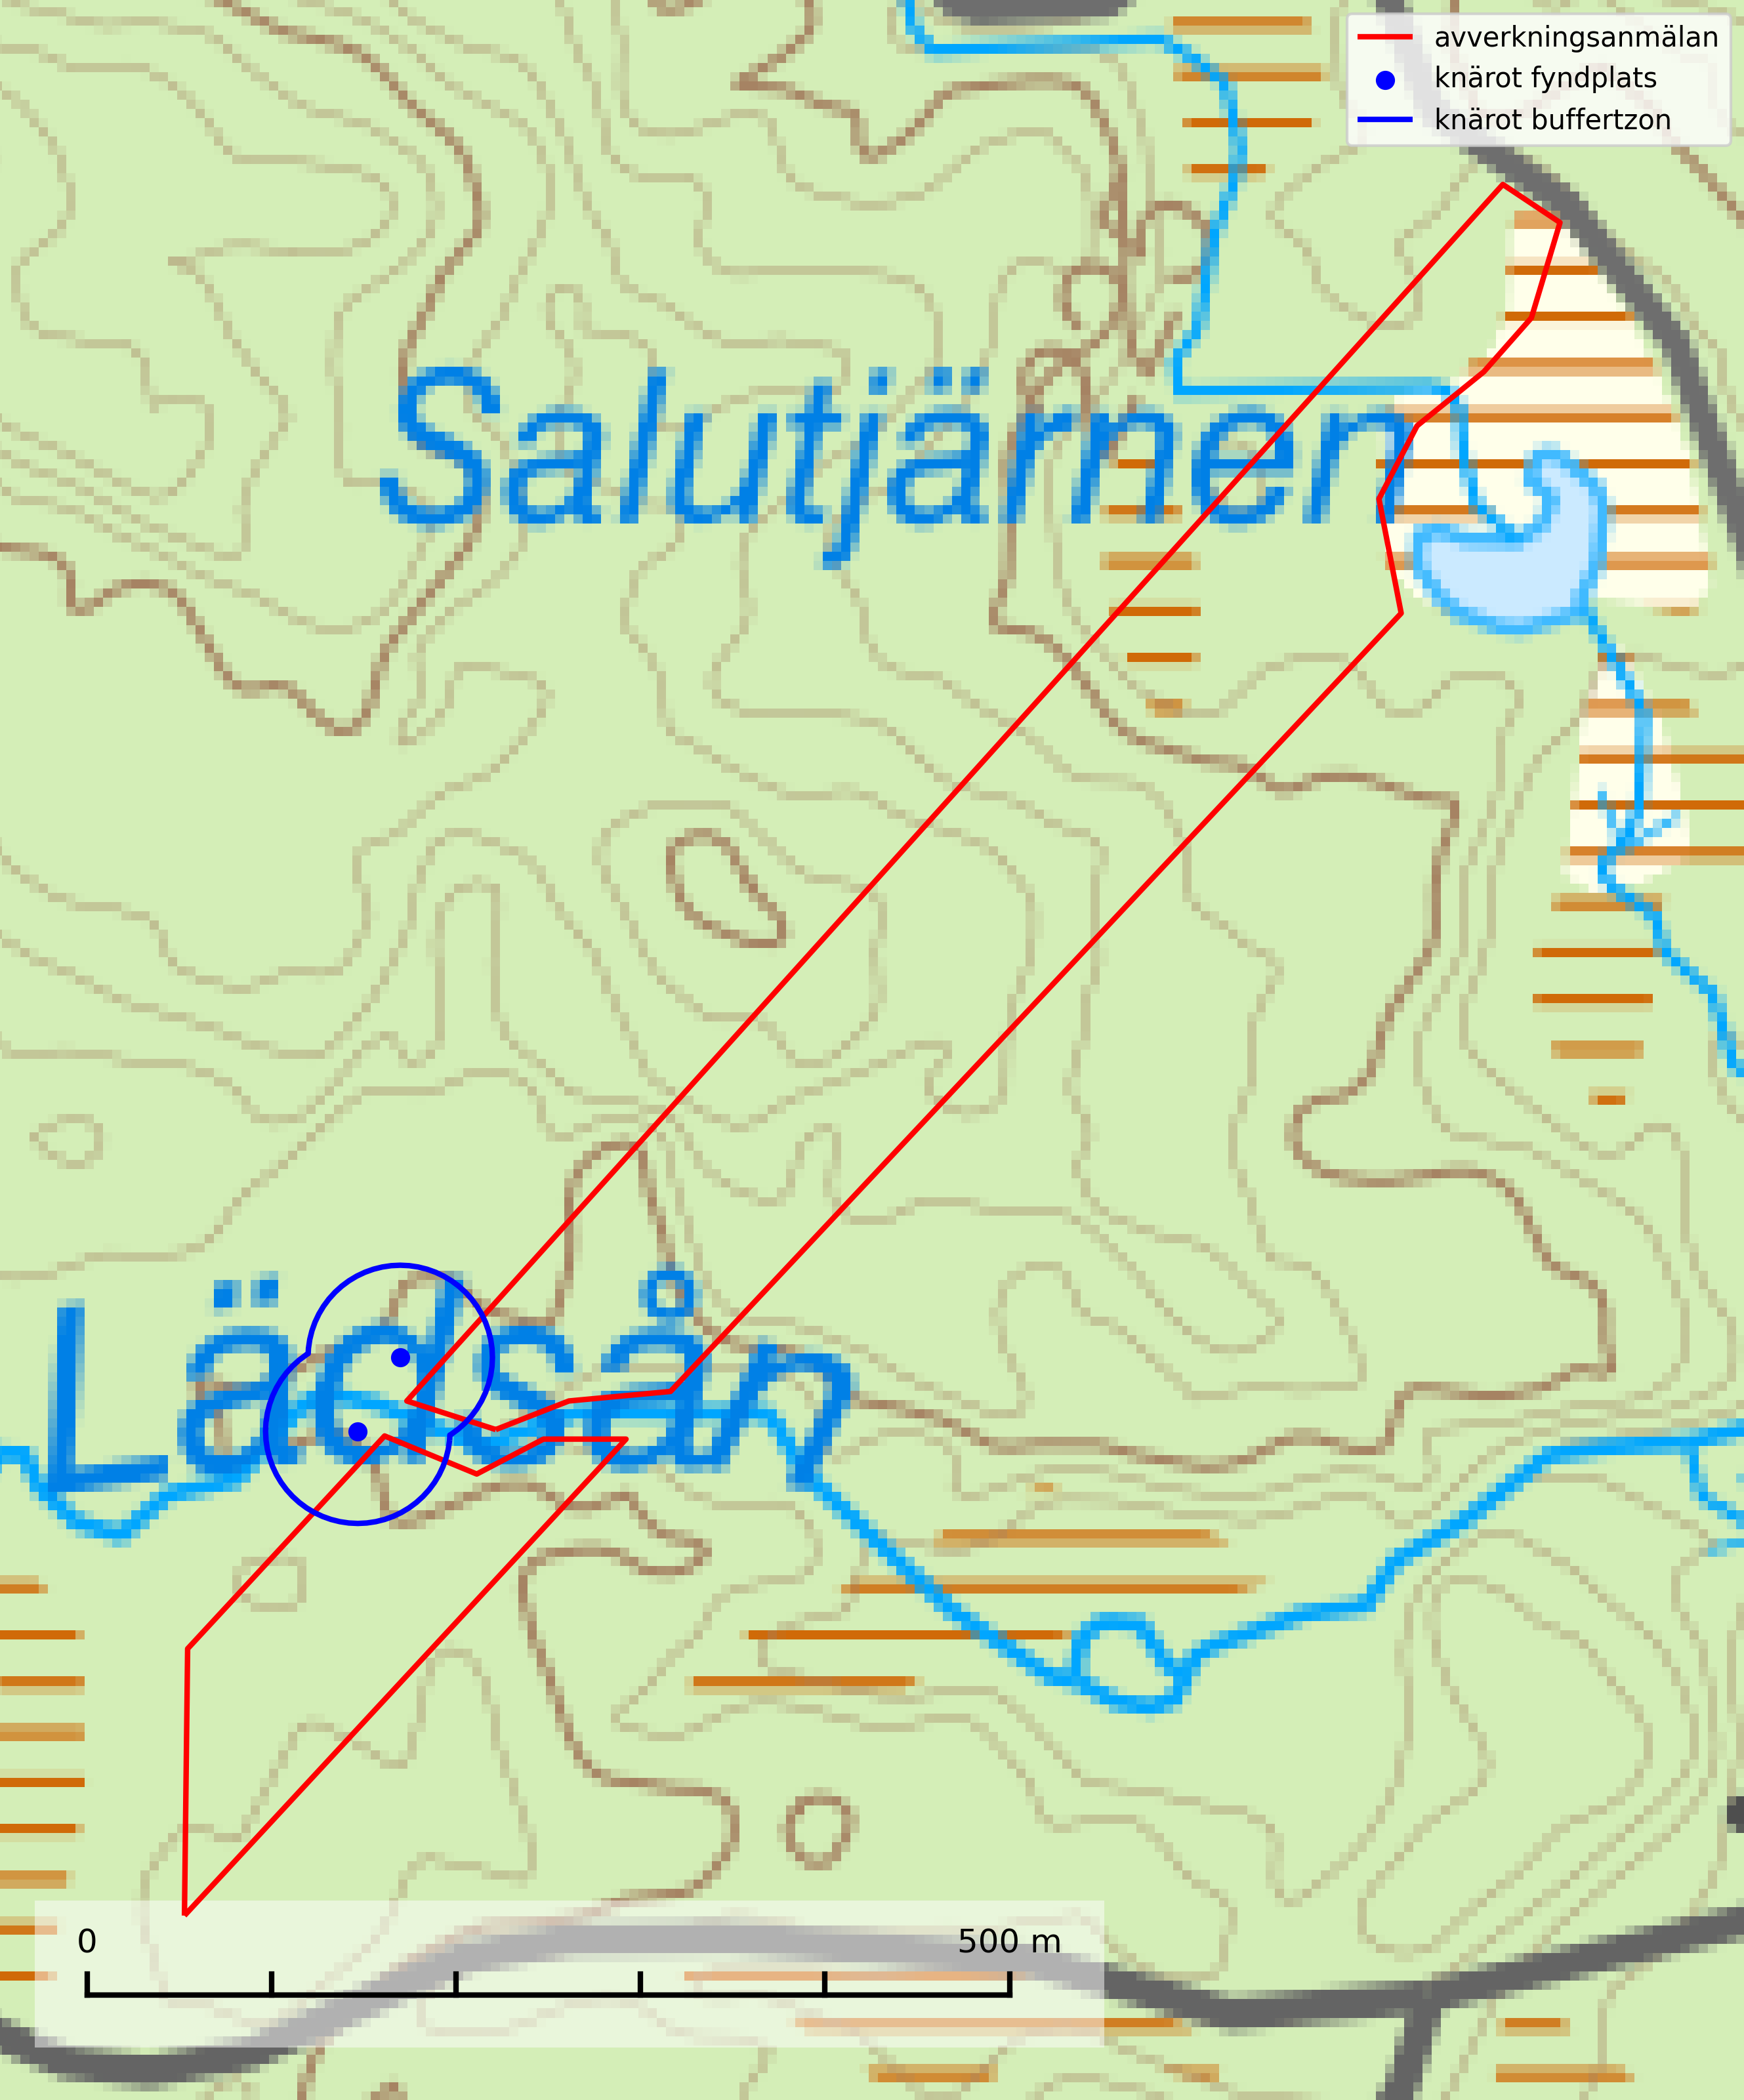 avverkningsanmälan
knärot fyndplats
knärot buffertzon
Salutjärnen
Lädsån
0 500 m